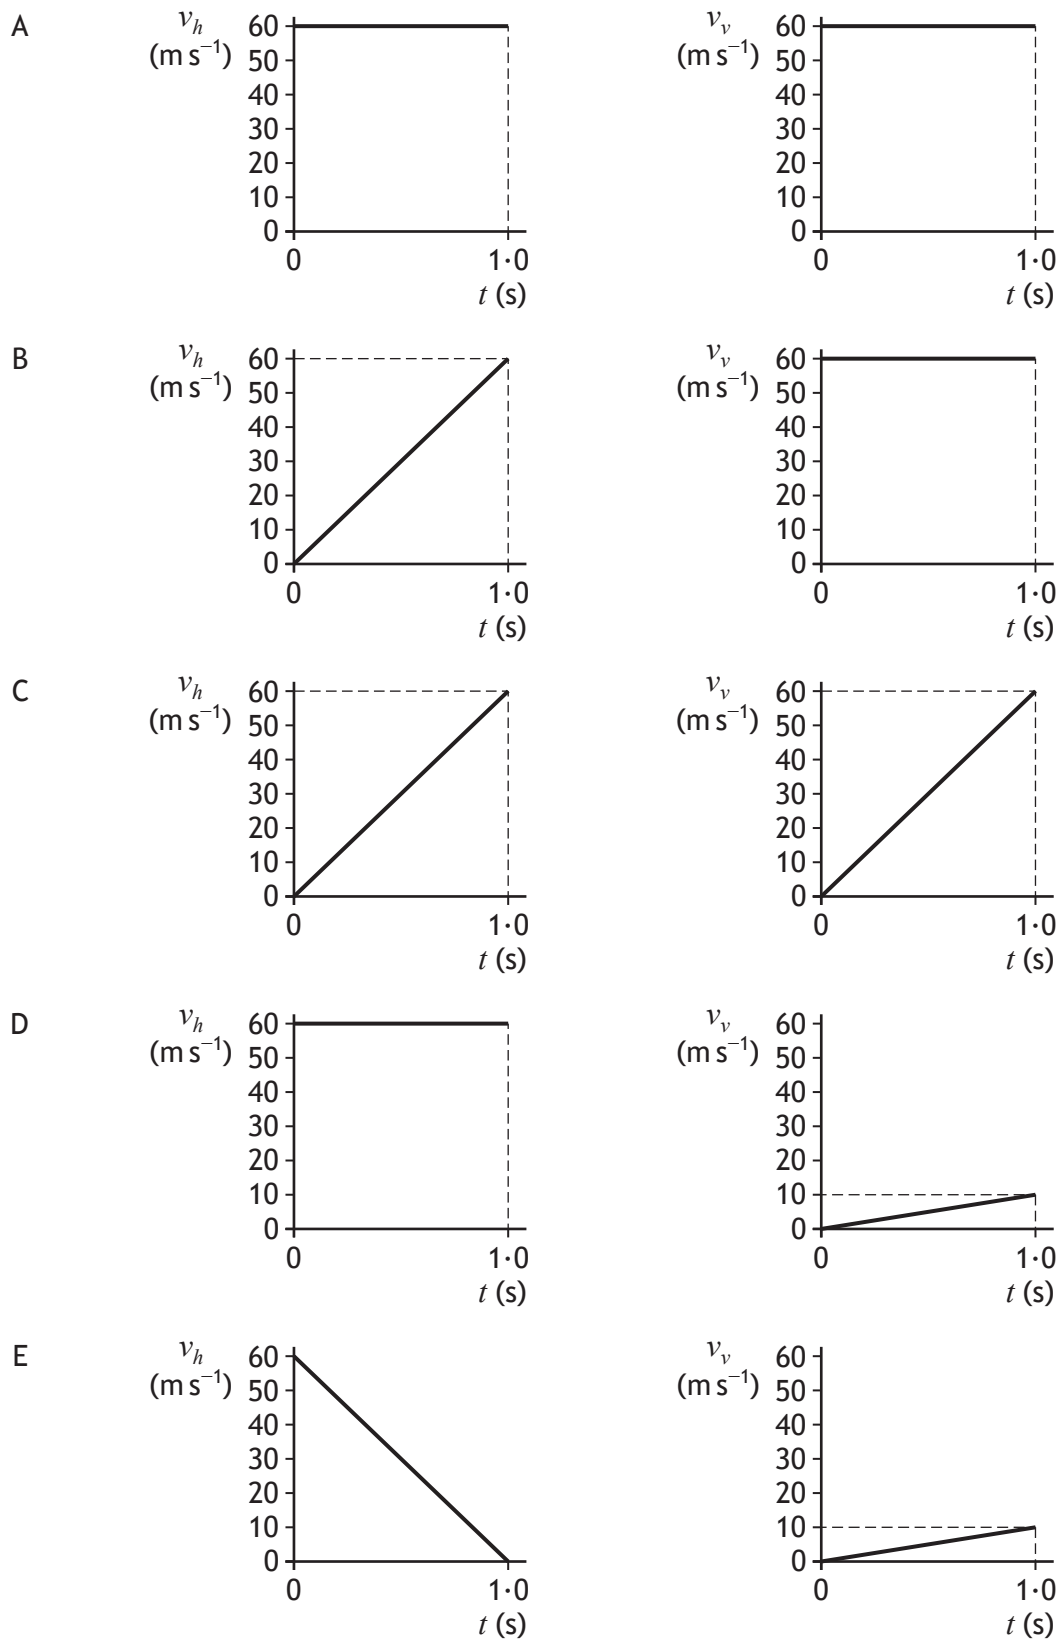 A v_h (m s⁻¹) 60 50 40 30 20 10 0 0 1·0 t (s) v_v (m s⁻¹) 60 50 40 30 20 10 0 0 1·0 t (s)
B v_h (m s⁻¹) 60 50 40 30 20 10 0 0 1·0 t (s) v_v (m s⁻¹) 60 50 40 30 20 10 0 0 1·0 t (s)
C v_h (m s⁻¹) 60 50 40 30 20 10 0 0 1·0 t (s) v_v (m s⁻¹) 60 50 40 30 20 10 0 0 1·0 t (s)
D v_h (m s⁻¹) 60 50 40 30 20 10 0 0 1·0 t (s) v_v (m s⁻¹) 60 50 40 30 20 10 0 0 1·0 t (s)
E v_h (m s⁻¹) 60 50 40 30 20 10 0 0 1·0 t (s) v_v (m s⁻¹) 60 50 40 30 20 10 0 0 1·0 t (s)